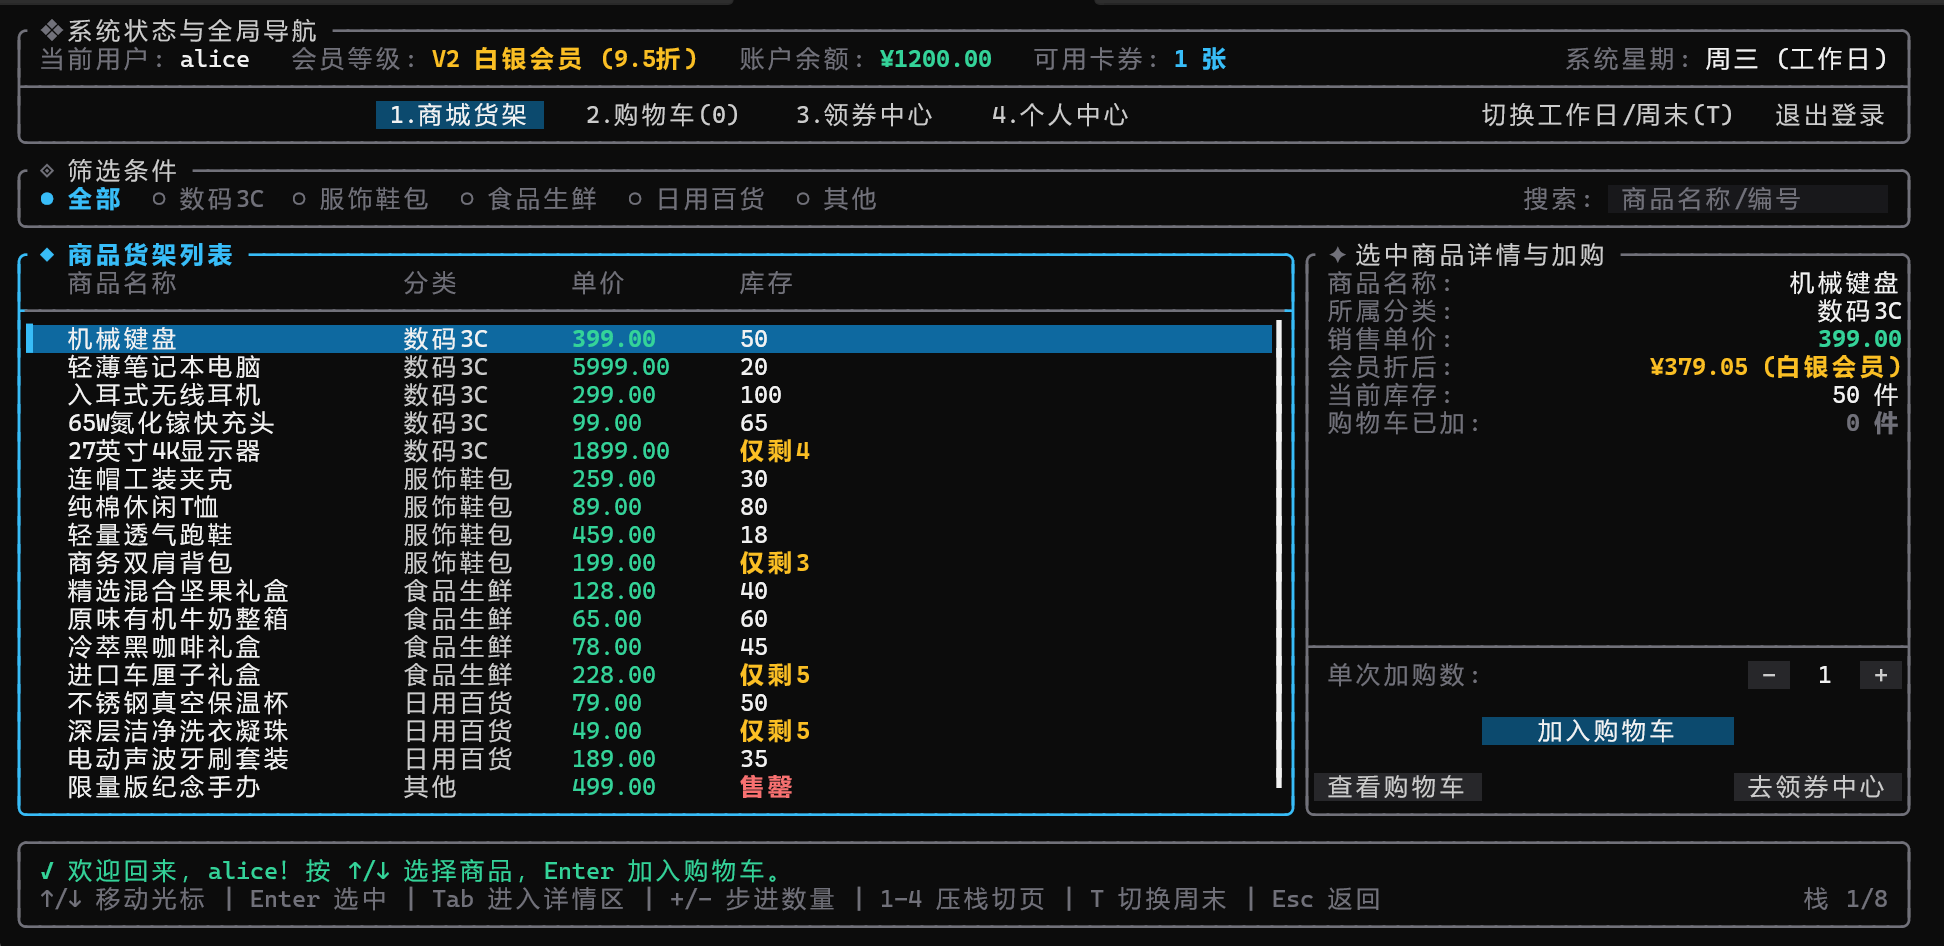 ❖系统状态与全局导航
当前用户: alice 会员等级: V2 白银会员 (9.5折) 账户余额: ¥1200.00 可用卡券: 1 张 系统星期: 周三 (工作日)
1.商城货架 2.购物车(0) 3.领券中心 4.个人中心 切换工作日/周末(T) 退出登录
◈ 筛选条件
● 全部 ○ 数码3C ○ 服饰鞋包 ○ 食品生鲜 ○ 日用百货 ○ 其他 搜索: 商品名称/编号
◆ 商品货架列表
商品名称 分类 单价 库存
机械键盘 数码3C 399.00 50
轻薄笔记本电脑 数码3C 5999.00 20
入耳式无线耳机 数码3C 299.00 100
65W氮化镓快充头 数码3C 99.00 65
27英寸4K显示器 数码3C 1899.00 仅剩4
连帽工装夹克 服饰鞋包 259.00 30
纯棉休闲T恤 服饰鞋包 89.00 80
轻量透气跑鞋 服饰鞋包 459.00 18
商务双肩背包 服饰鞋包 199.00 仅剩3
精选混合坚果礼盒 食品生鲜 128.00 40
原味有机牛奶整箱 食品生鲜 65.00 60
冷萃黑咖啡礼盒 食品生鲜 78.00 45
进口车厘子礼盒 食品生鲜 228.00 仅剩5
不锈钢真空保温杯 日用百货 79.00 50
深层洁净洗衣凝珠 日用百货 49.00 仅剩5
电动声波牙刷套装 日用百货 189.00 35
限量版纪念手办 其他 499.00 售罄
✦选中商品详情与加购
商品名称: 机械键盘
所属分类: 数码3C
销售单价: 399.00
会员折后: ¥379.05 (白银会员)
当前库存: 50 件
购物车已加: 0 件
单次加购数: − 1 +
加入购物车
查看购物车 去领券中心
✓ 欢迎回来, alice! 按 ↑/↓ 选择商品, Enter 加入购物车。
↑/↓ 移动光标 | Enter 选中 | Tab 进入详情区 | +/− 步进数量 | 1−4 压栈切页 | T 切换周末 | Esc 返回 栈 1/8